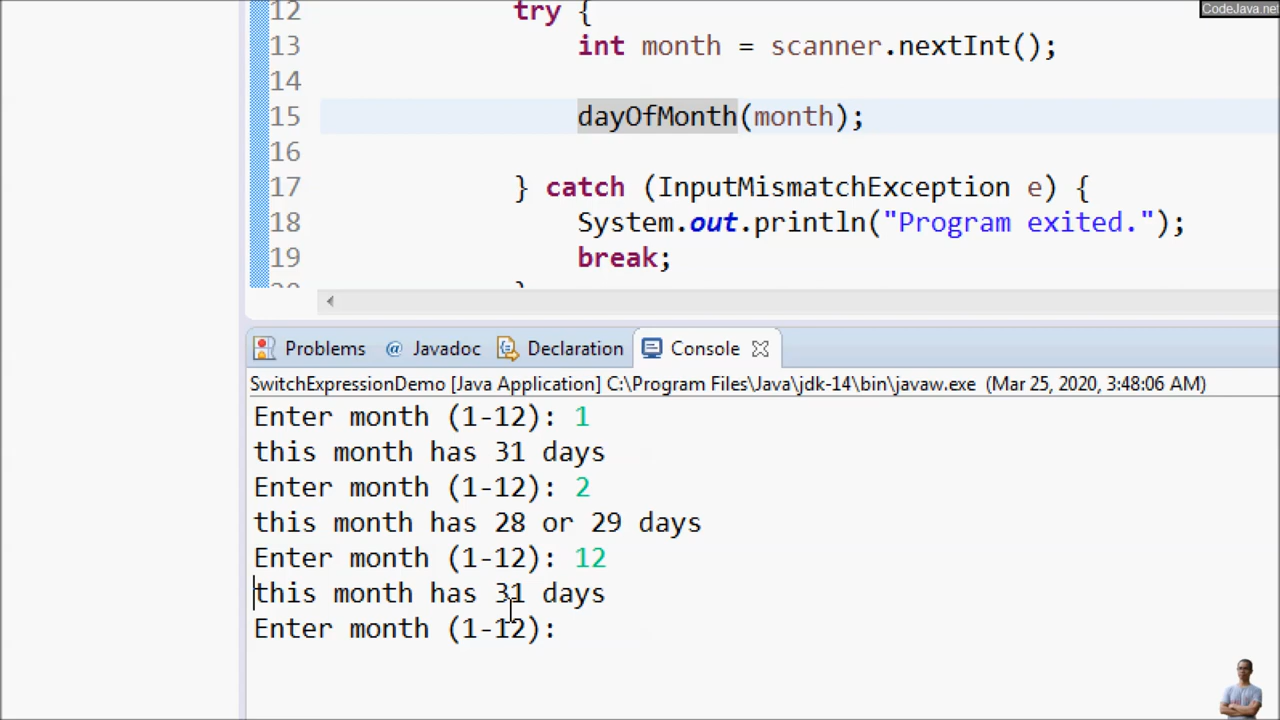 CodeJava.net
12 try {
13 int month = scanner.nextInt();
14
15 dayOfMonth(month);
16
17 } catch (InputMismatchException e) {
18 System.out.println("Program exited.");
19 break;
Problems @ Javadoc Declaration Console
SwitchExpressionDemo [Java Application] C:\Program Files\Java\jdk-14\bin\javaw.exe (Mar 25, 2020, 3:48:06 AM)
Enter month (1-12): 1
this month has 31 days
Enter month (1-12): 2
this month has 28 or 29 days
Enter month (1-12): 12
this month has 31 days
Enter month (1-12):